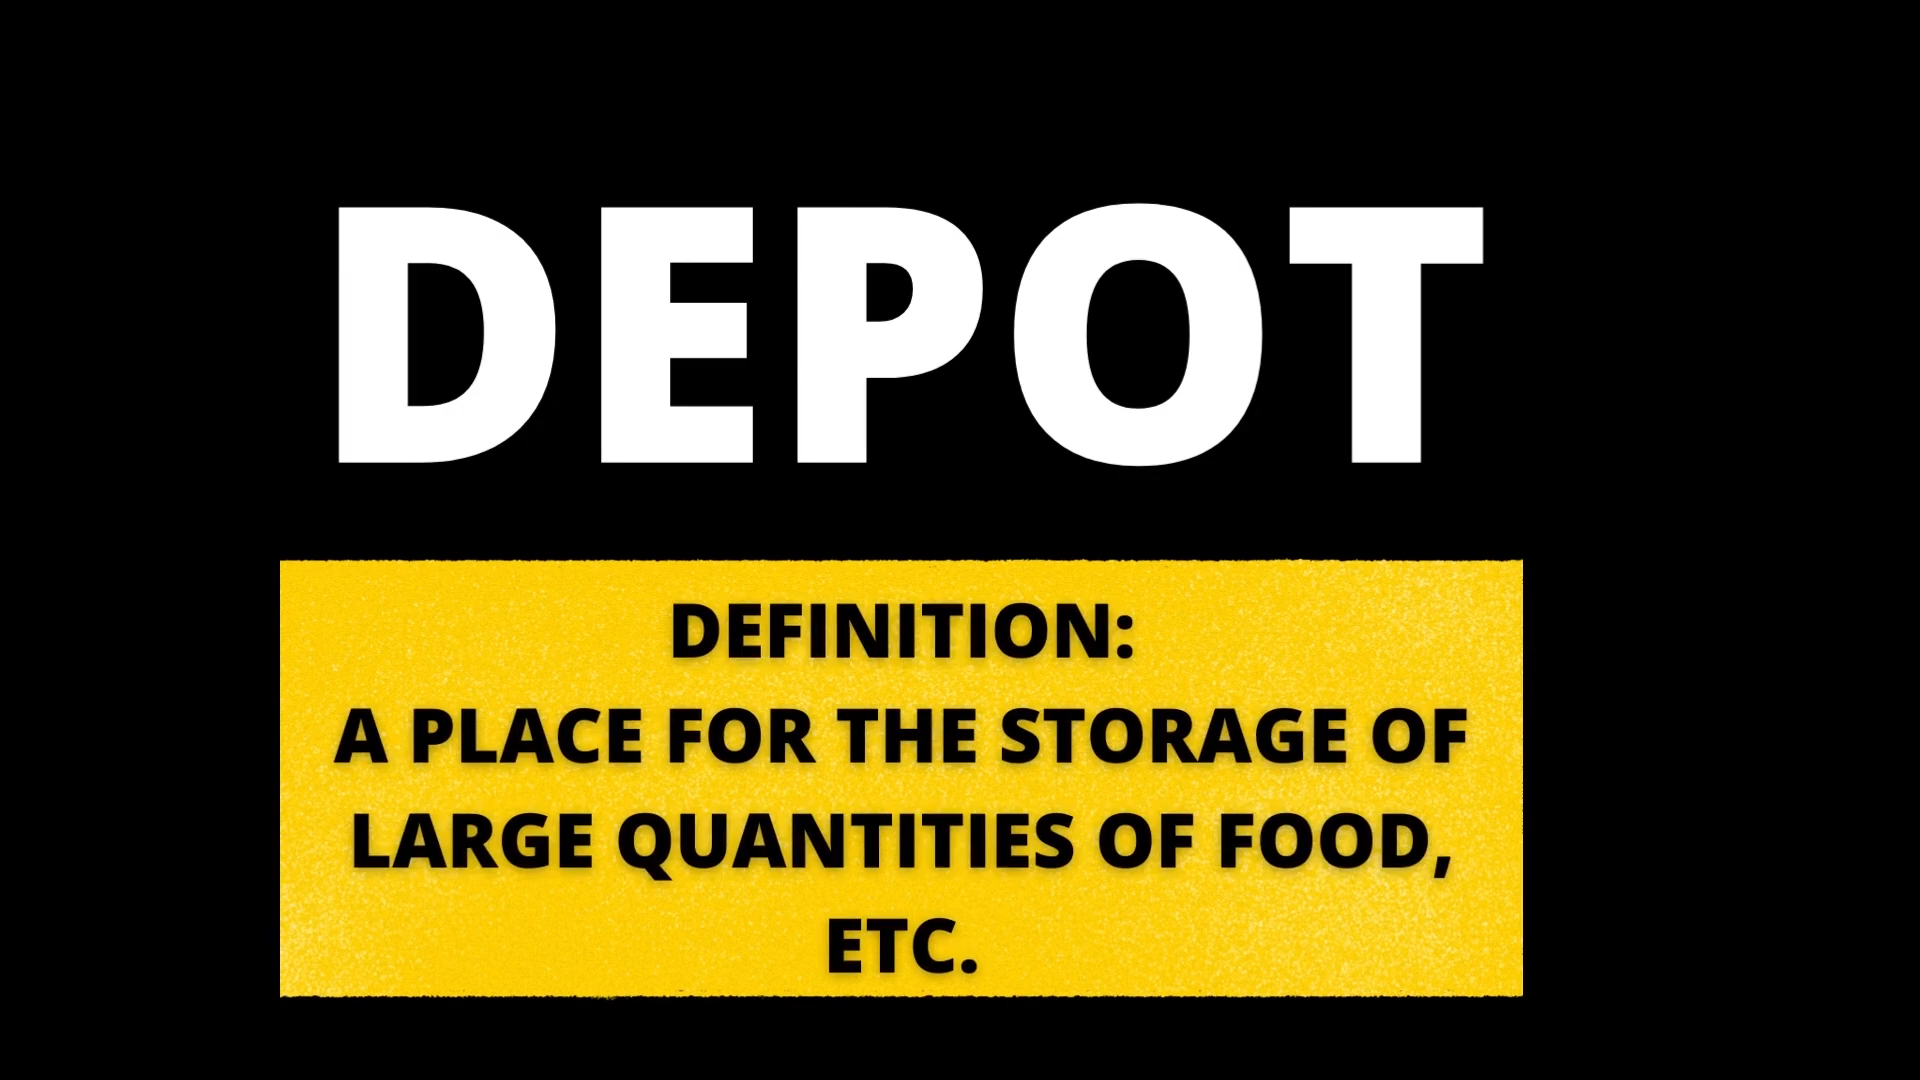 DEPOT
DEFINITION:
A PLACE FOR THE STORAGE OF
LARGE QUANTITIES OF FOOD,
ETC.